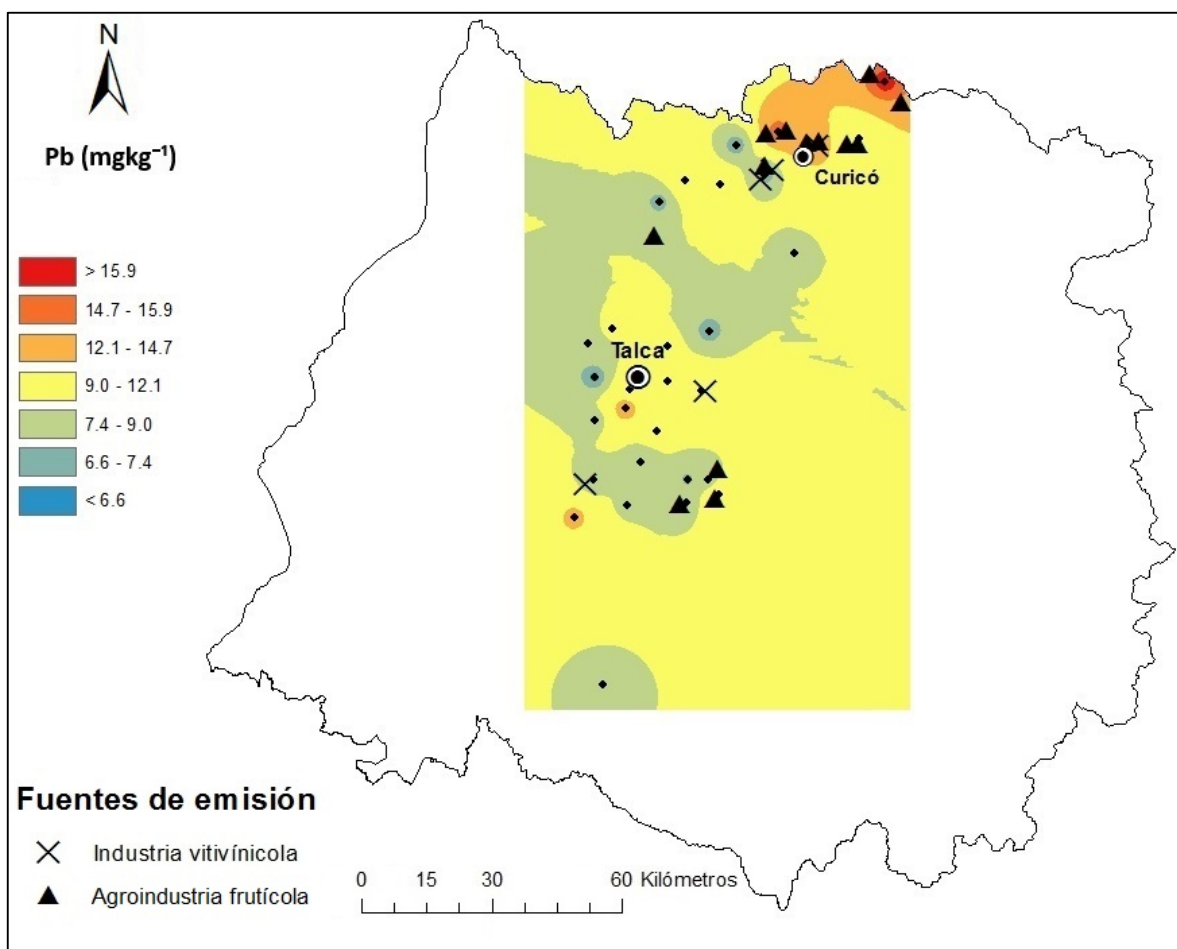 N
Pb (mgkg⁻¹)
> 15.9
14.7 - 15.9
12.1 - 14.7
9.0 - 12.1
7.4 - 9.0
6.6 - 7.4
< 6.6
Curicó
Talca
Fuentes de emisión
Industria vitivínicola
Agroindustria frutícola
0 15 30 60 Kilómetros